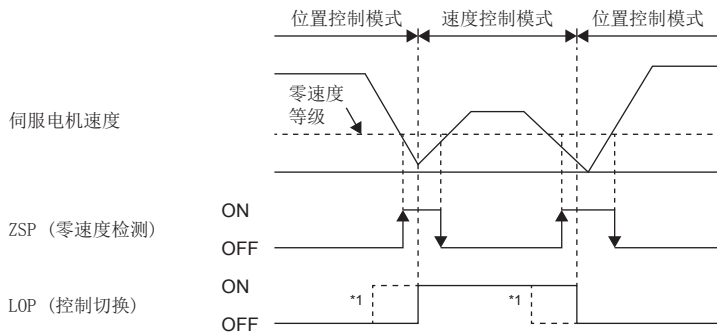 位置控制模式 速度控制模式 位置控制模式
零速度
等级
伺服电机速度
ON
ZSP (零速度检测)
OFF
ON
*1 *1
LOP (控制切换)
OFF